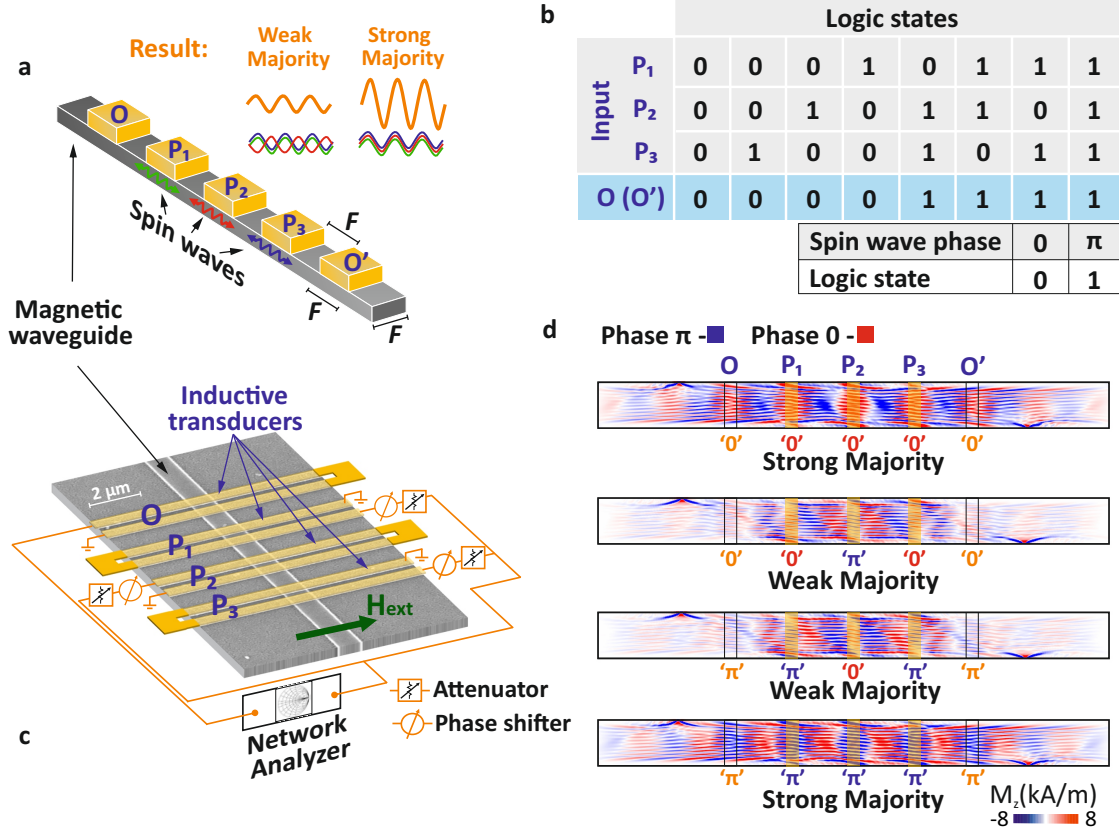 a
Result:
Weak
Majority
Strong
Majority
O
P₁
P₂
P₃
O'
Spin waves
F
F
F
Magnetic
waveguide
b
Logic states
Input
P₁ 0 0 0 1 0 1 1 1
P₂ 0 0 1 0 1 1 0 1
P₃ 0 1 0 0 1 0 1 1
O (O') 0 0 0 0 1 1 1 1
Spin wave phase 0 π
Logic state 0 1
c
Inductive
transducers
2 μm
O
P₁
P₂
P₃
Hext
Network
Analyzer
Attenuator
Phase shifter
d
Phase π - Phase 0 -
O P₁ P₂ P₃ O'
'0' '0' '0' '0' '0'
Strong Majority
'0' '0' 'π' '0' '0'
Weak Majority
'π' 'π' '0' 'π' 'π'
Weak Majority
'π' 'π' 'π' 'π' 'π'
Strong Majority
M_z(kA/m)
-8 8